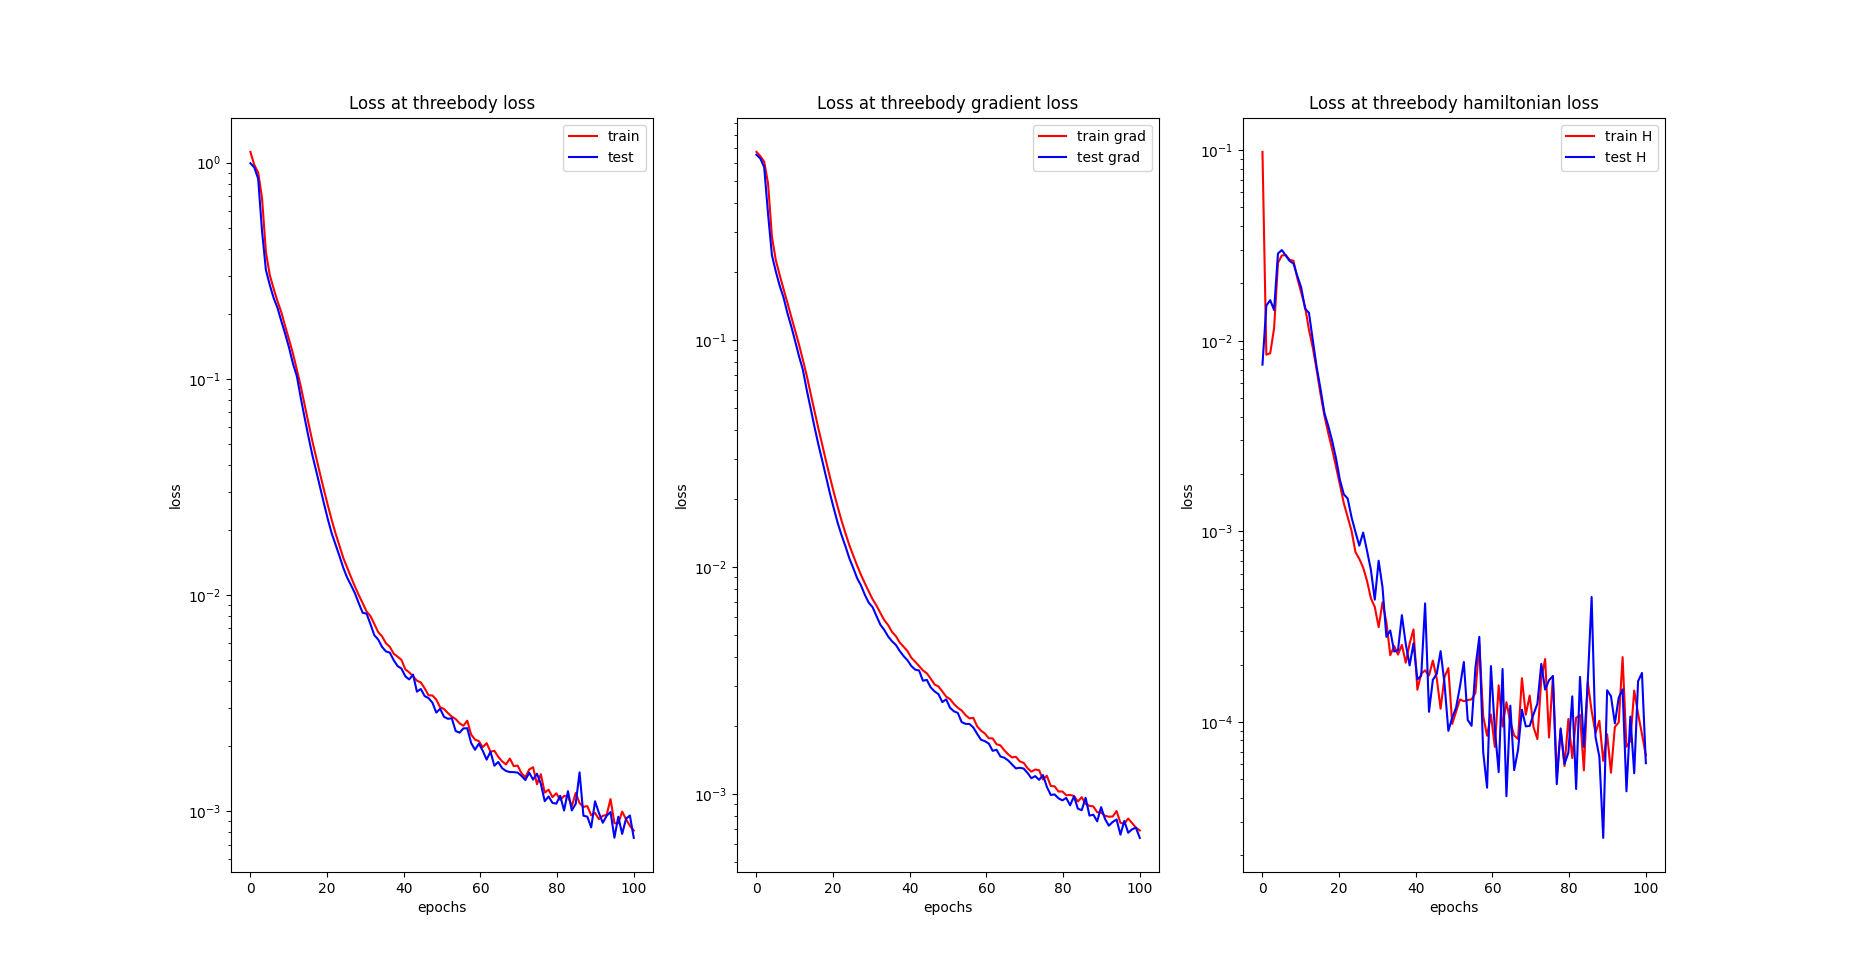 Loss at threebody loss
train
test
10⁰
10⁻¹
10⁻²
10⁻³
loss
0 20 40 60 80 100
epochs
Loss at threebody gradient loss
train grad
test grad
10⁻¹
10⁻²
10⁻³
loss
0 20 40 60 80 100
epochs
Loss at threebody hamiltonian loss
train H
test H
10⁻¹
10⁻²
10⁻³
10⁻⁴
loss
0 20 40 60 80 100
epochs